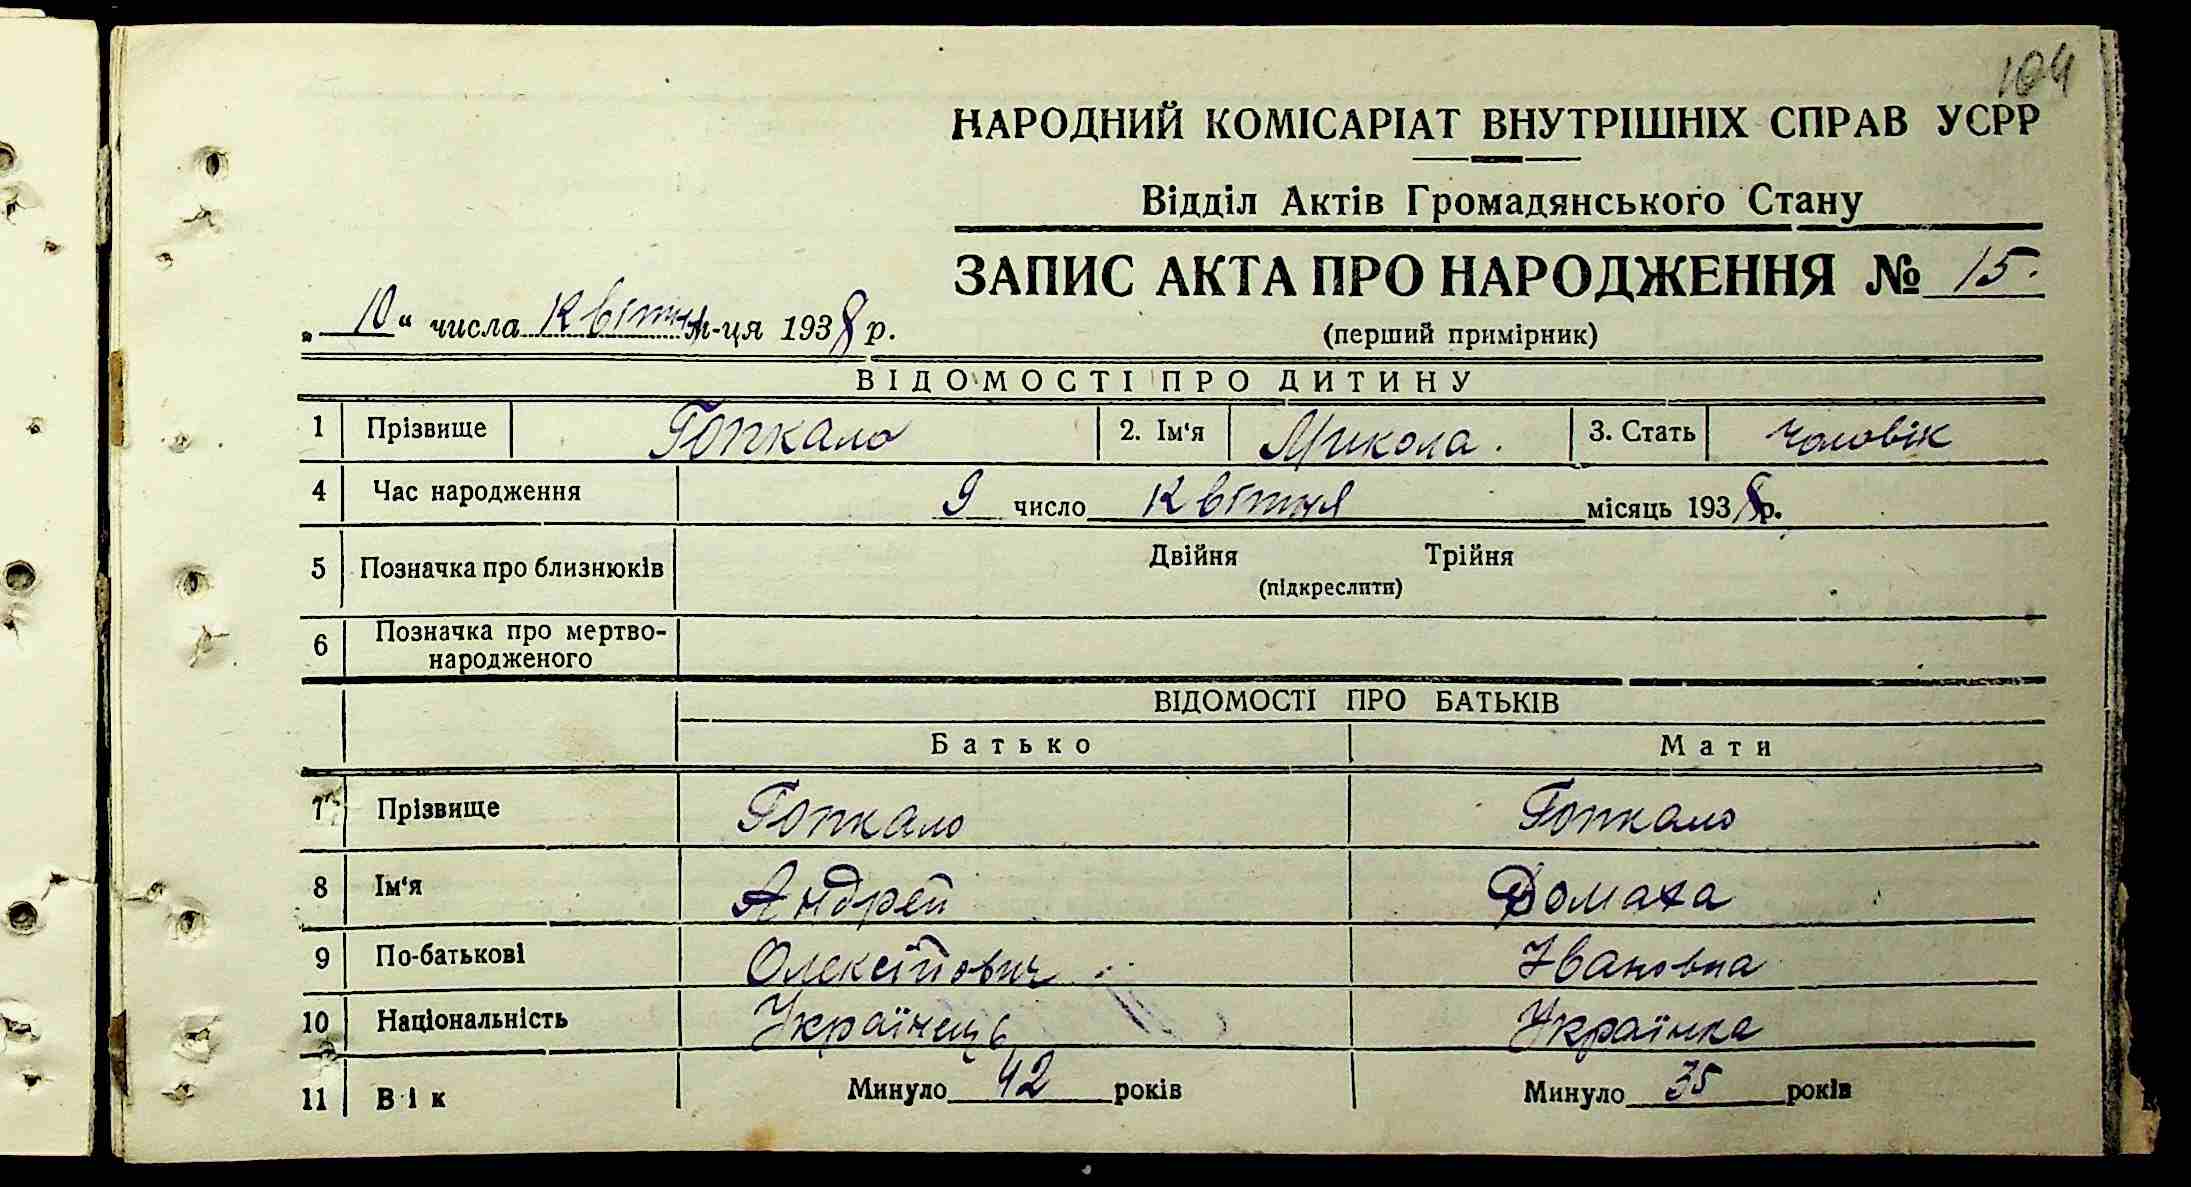 104
НАРОДНИЙ КОМІСАРІАТ ВНУТРІШНІХ СПРАВ УСРР
Відділ Актів Громадянського Стану
ЗАПИС АКТА ПРО НАРОДЖЕННЯ № 15.
„10“ числа квітня м-ця 1938 р.
(перший примірник)
ВІДОМОСТІ ПРО ДИТИНУ
1 Прізвище Гопкало 2. Ім‘я Микола. 3. Стать чоловік
4 Час народження 9 число квітня місяць 1938 р.
5 Позначка про близнюків Двійня Трійня
(підкреслити)
6 Позначка про мертво-
народженого
ВІДОМОСТІ ПРО БАТЬКІВ
Батько Мати
7 Прізвище Гопкало Гопкало
8 Ім‘я Андрей Домаха
9 По-батькові Олексійович Івановна
10 Національність Українець Українка
11 Вік Минуло 42 років Минуло 35 років